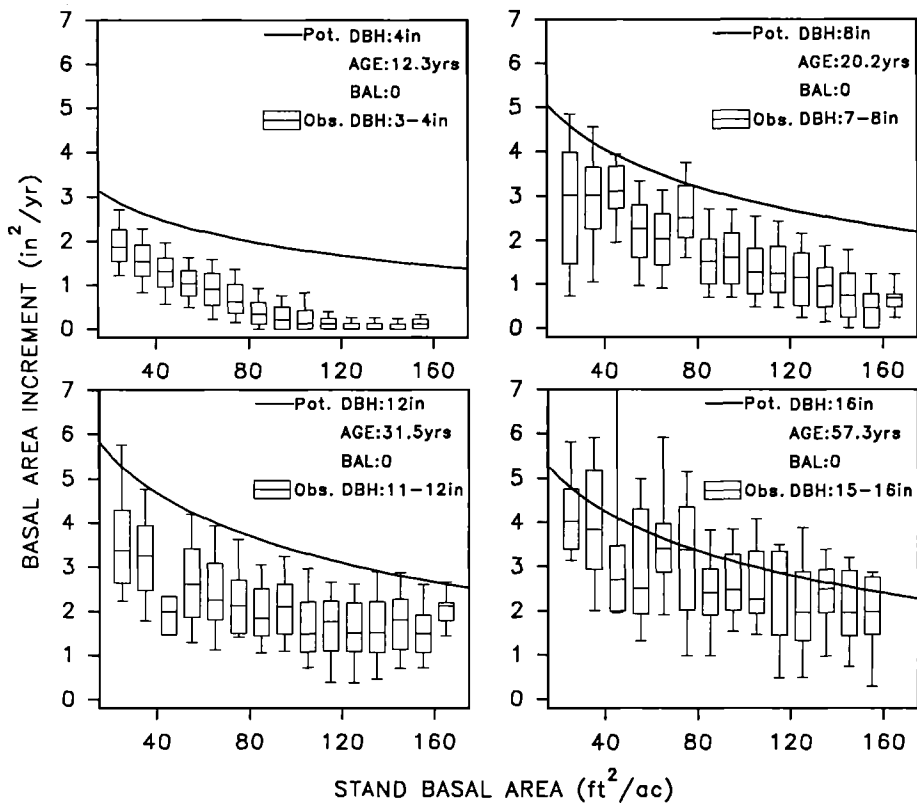 BASAL AREA INCREMENT (in²/yr)
7
6
5
4
3
2
1
0
Pot. DBH:4in
AGE:12.3yrs
BAL:0
Obs. DBH:3-4in
40
80
120
160
7
6
5
4
3
2
1
0
Pot. DBH:8in
AGE:20.2yrs
BAL:0
Obs. DBH:7-8in
40
80
120
160
7
6
5
4
3
2
1
0
Pot. DBH:12in
AGE:31.5yrs
BAL:0
Obs. DBH:11-12in
40
80
120
160
7
6
5
4
3
2
1
0
Pot. DBH:16in
AGE:57.3yrs
BAL:0
Obs. DBH:15-16in
40
80
120
160
STAND BASAL AREA (ft²/ac)